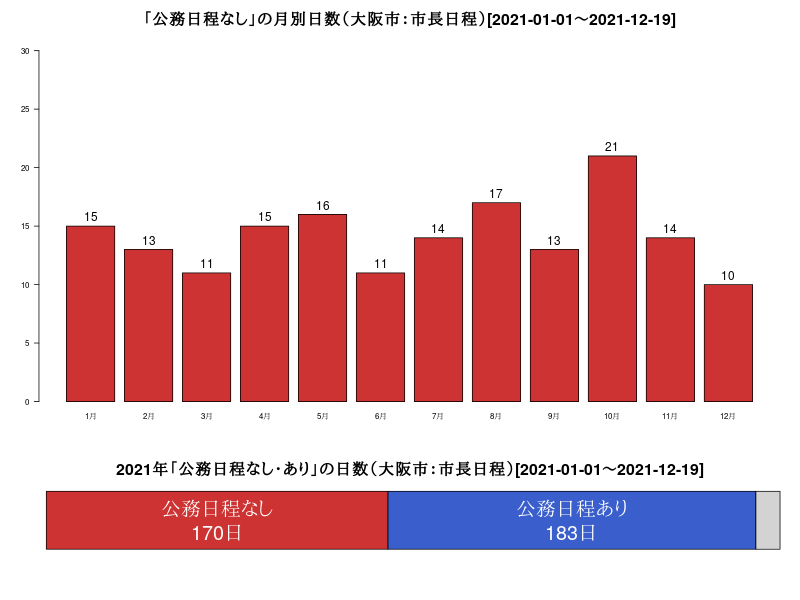 「公務日程なし」の月別日数(大阪市:市長日程)[2021-01-01〜2021-12-19]
30
25
20
15
10
5
0
15
13
11
15
16
11
14
17
13
21
14
10
1月
2月
3月
4月
5月
6月
7月
8月
9月
10月
11月
12月
2021年「公務日程なし・あり」の日数(大阪市:市長日程)[2021-01-01〜2021-12-19]
公務日程なし
170日
公務日程あり
183日